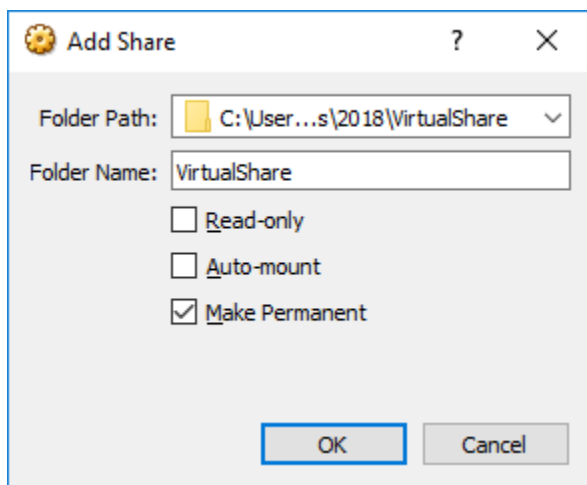 Add Share
?
Folder Path: C:\User...s\2018\VirtualShare
Folder Name: VirtualShare
Read-only
Auto-mount
Make Permanent
OK Cancel